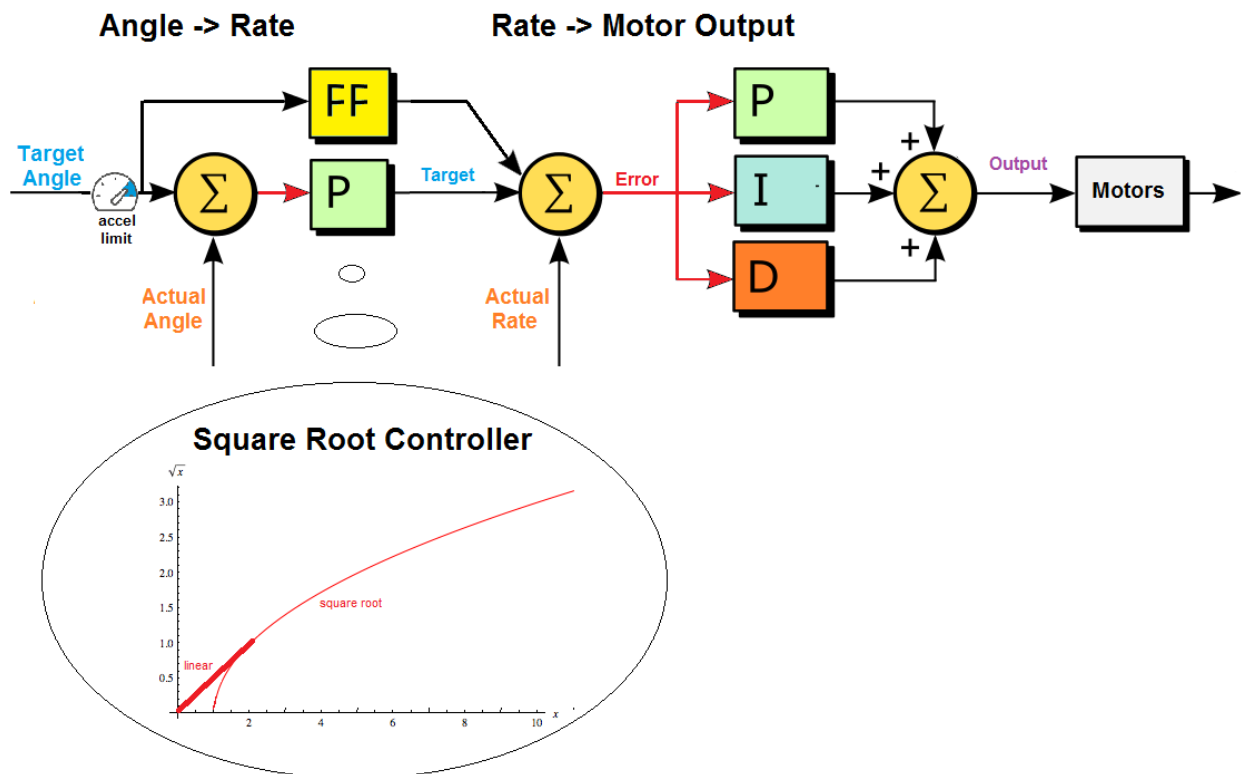 Angle -> Rate
Rate -> Motor Output
FF
P
Target
Angle
Σ
P
Target
Σ
Error
I
Σ
Output
Motors
accel
limit
D
+
+
+
Actual
Angle
Actual
Rate
Square Root Controller
√x
3.0
2.5
2.0
1.5
square root
1.0
linear
0.5
2
4
6
8
10
x